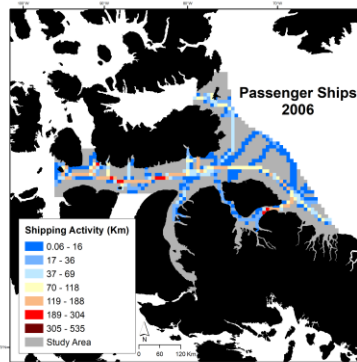 Passenger Ships
2006
Shipping Activity (Km)
0.06 - 16
17 - 36
37 - 69
70 - 118
119 - 188
189 - 304
305 - 535
Study Area
N
0 30 60 120 Km